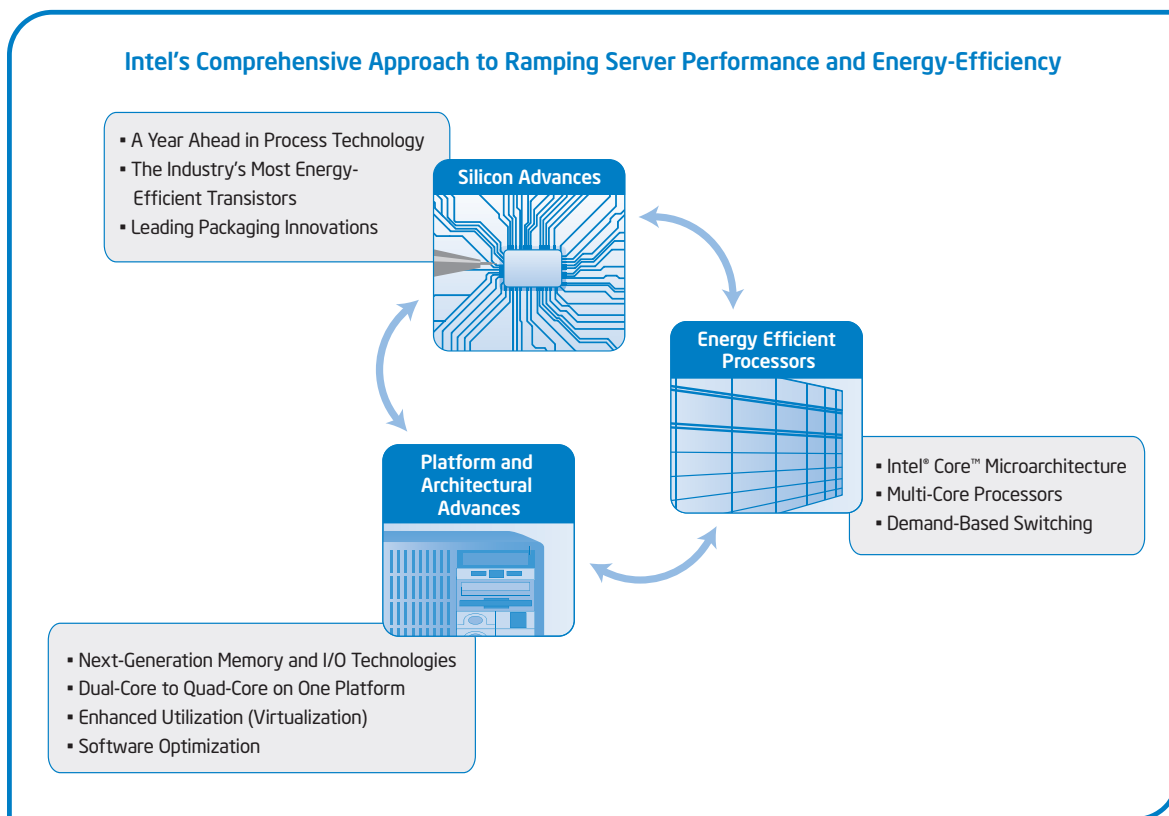 Intel's Comprehensive Approach to Ramping Server Performance and Energy-Efficiency
▪ A Year Ahead in Process Technology
▪ The Industry's Most Energy-
Efficient Transistors
▪ Leading Packaging Innovations
Silicon Advances
Energy Efficient
Processors
▪ Intel® Core™ Microarchitecture
▪ Multi-Core Processors
▪ Demand-Based Switching
Platform and
Architectural
Advances
▪ Next-Generation Memory and I/O Technologies
▪ Dual-Core to Quad-Core on One Platform
▪ Enhanced Utilization (Virtualization)
▪ Software Optimization